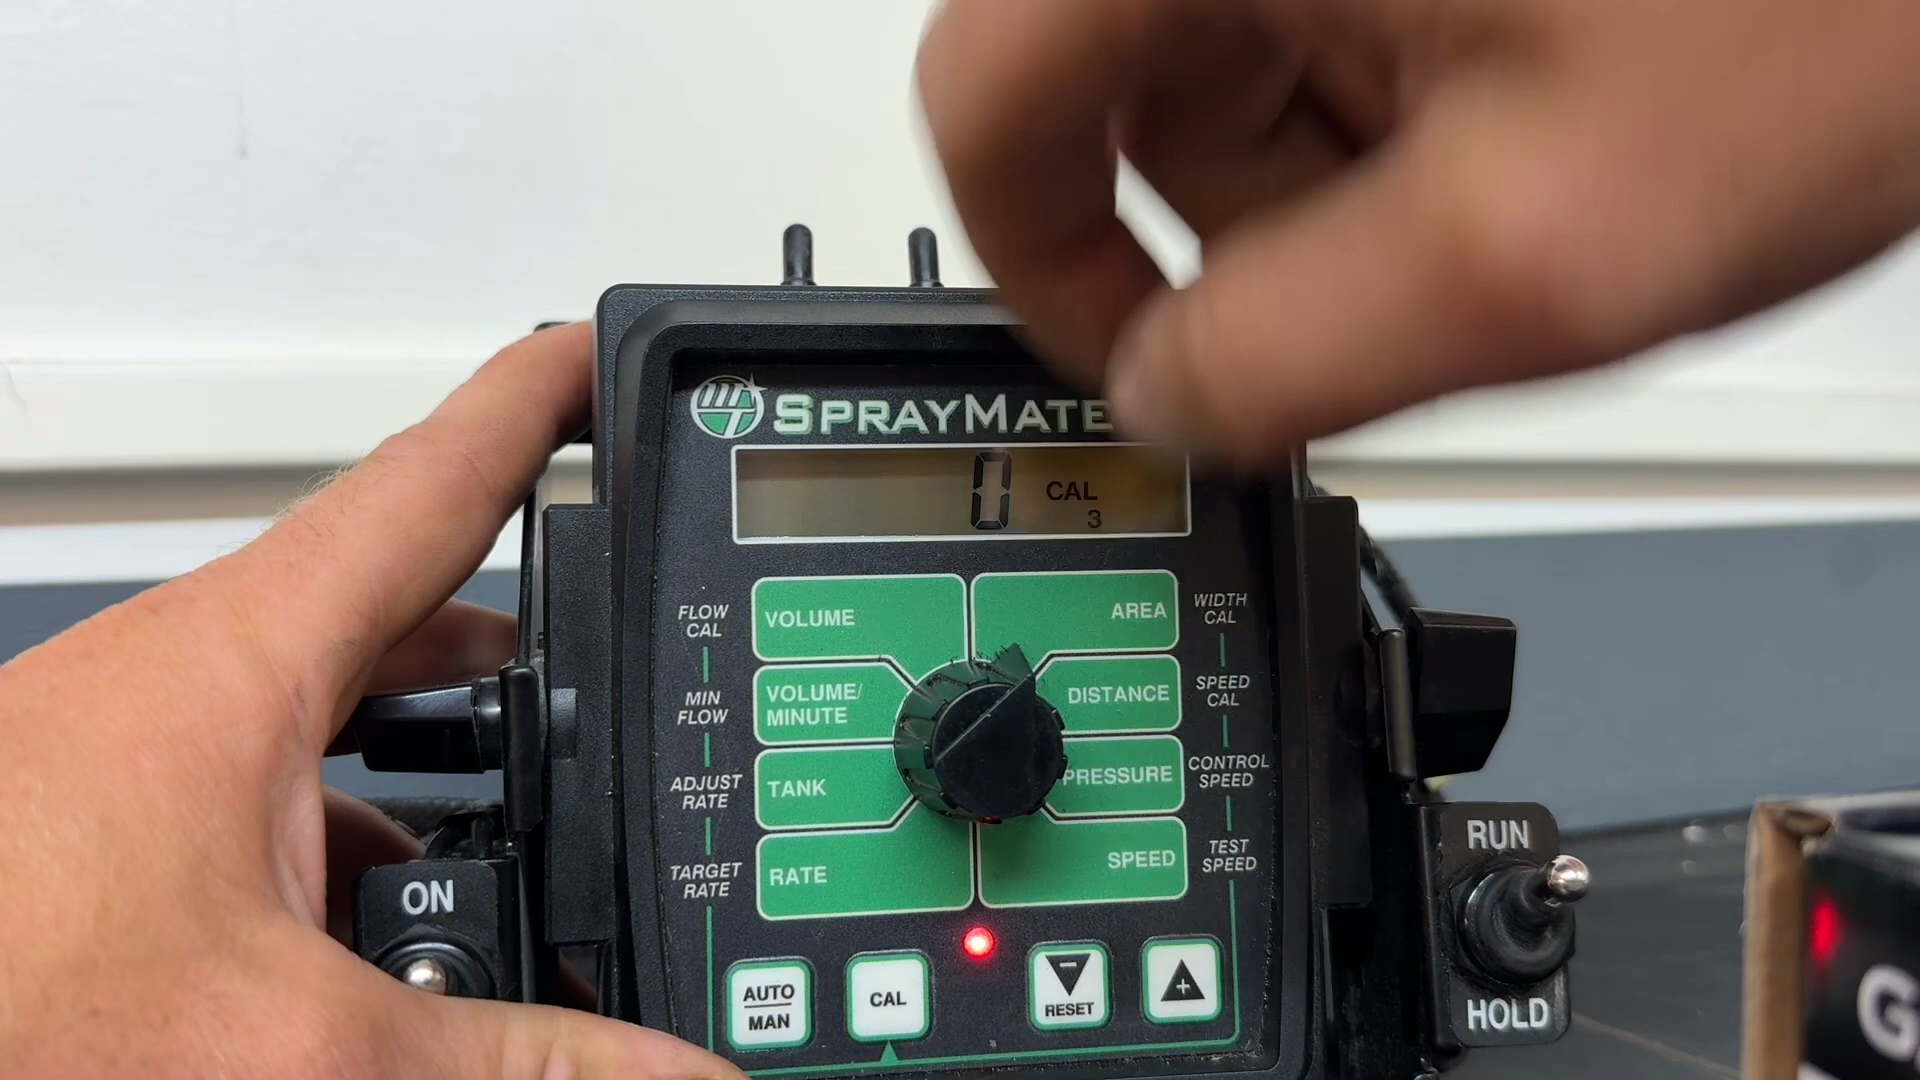 SPRAYMATE
0 CAL
3
FLOW
CAL
VOLUME
AREA
WIDTH
CAL
MIN
FLOW
VOLUME/
MINUTE
DISTANCE
SPEED
CAL
ADJUST
RATE
TANK
PRESSURE
CONTROL
SPEED
TARGET
RATE
RATE
SPEED
TEST
SPEED
ON
RUN
HOLD
AUTO
MAN
CAL
-
RESET
+
G